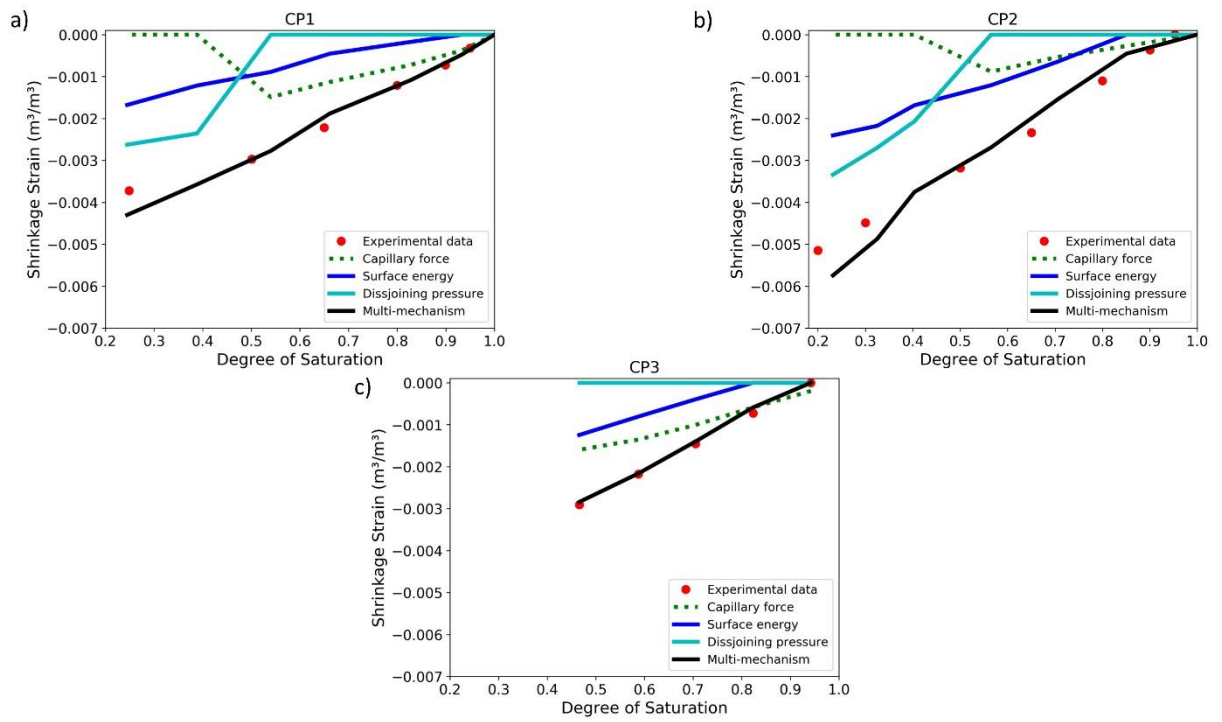 a)
CP1
0.000
−0.001
−0.002
−0.003
−0.004
−0.005
−0.006
−0.007
Shrinkage Strain (m³/m³)
Experimental data
Capillary force
Surface energy
Dissjoining pressure
Multi-mechanism
0.2 0.3 0.4 0.5 0.6 0.7 0.8 0.9 1.0
Degree of Saturation
b)
CP2
0.000
−0.001
−0.002
−0.003
−0.004
−0.005
−0.006
−0.007
Shrinkage Strain (m³/m³)
Experimental data
Capillary force
Surface energy
Dissjoining pressure
Multi-mechanism
0.2 0.3 0.4 0.5 0.6 0.7 0.8 0.9 1.0
Degree of Saturation
c)
CP3
0.000
−0.001
−0.002
−0.003
−0.004
−0.005
−0.006
−0.007
Shrinkage Strain (m³/m³)
Experimental data
Capillary force
Surface energy
Dissjoining pressure
Multi-mechanism
0.2 0.3 0.4 0.5 0.6 0.7 0.8 0.9 1.0
Degree of Saturation